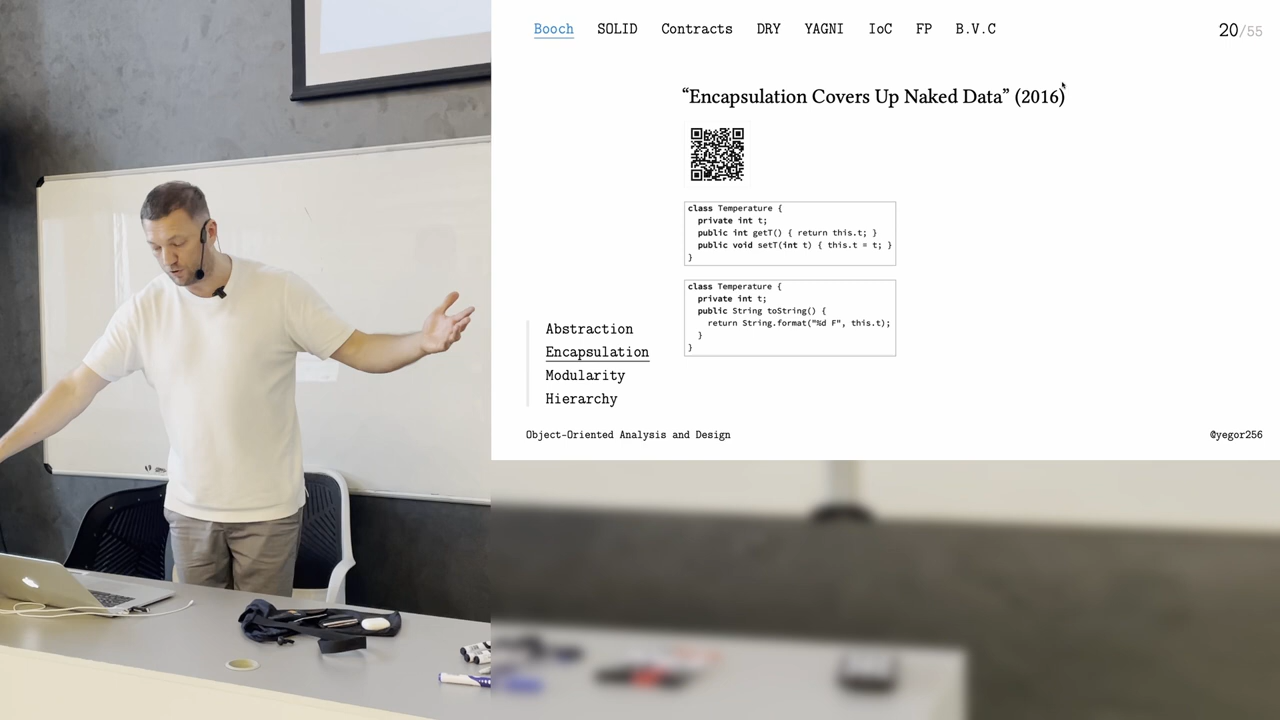 Booch SOLID Contracts DRY YAGNI IoC FP B.V.C
20/55
“Encapsulation Covers Up Naked Data” (2016)
class Temperature {
private int t;
public int getT() { return this.t; }
public void setT(int t) { this.t = t; }
}
class Temperature {
private int t;
public String toString() {
return String.format("%d F", this.t);
}
}
Abstraction
Encapsulation
Modularity
Hierarchy
Object-Oriented Analysis and Design
@yegor256